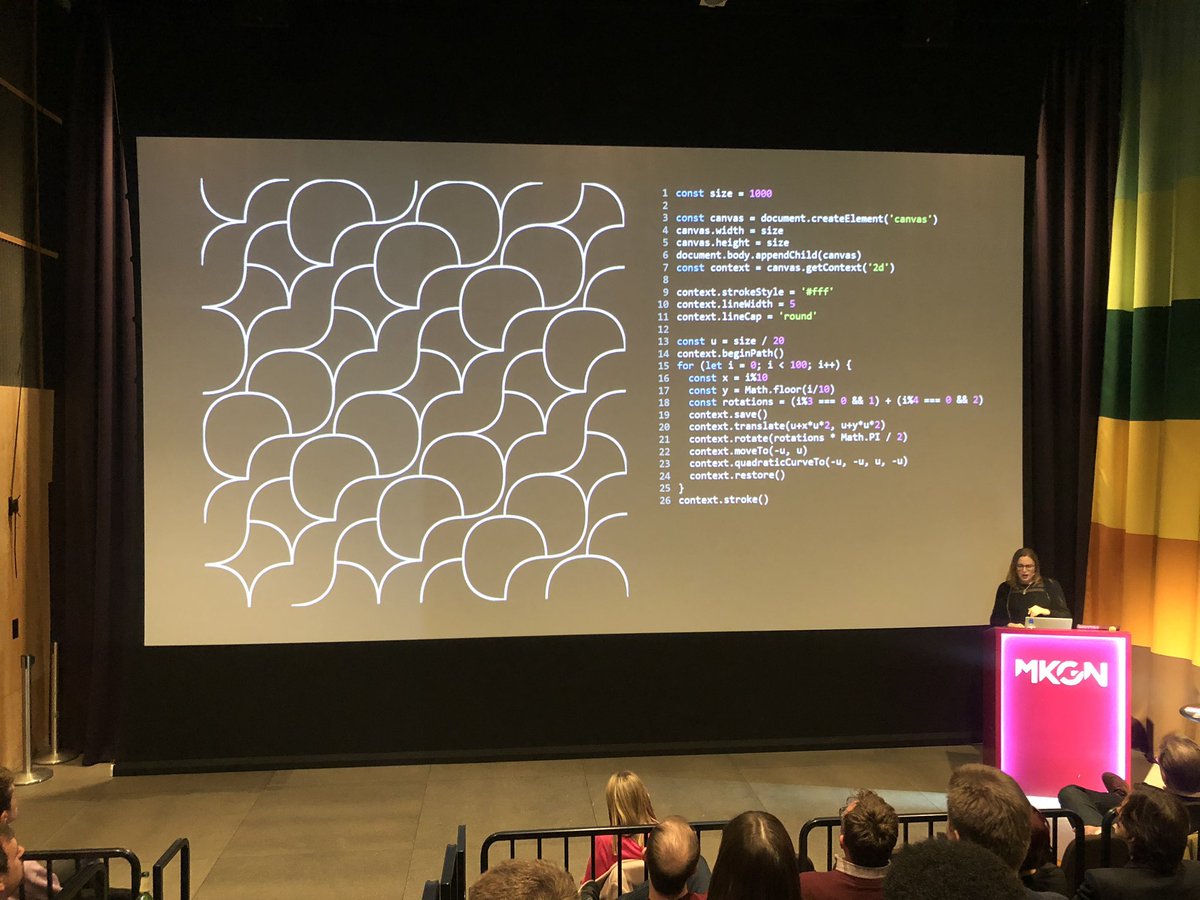 1 const size = 1000
2
3 const canvas = document.createElement('canvas')
4 canvas.width = size
5 canvas.height = size
6 document.body.appendChild(canvas)
7 const context = canvas.getContext('2d')
8
9 context.strokeStyle = '#fff'
10 context.lineWidth = 5
11 context.lineCap = 'round'
12
13 const u = size / 20
14 context.beginPath()
15 for (let i = 0; i < 100; i++) {
16 const x = i%10
17 const y = Math.floor(i/10)
18 const rotations = (i%3 === 0 && 1) + (i%4 === 0 && 2)
19 context.save()
20 context.translate(u+x*u*2, u+y*u*2)
21 context.rotate(rotations * Math.PI / 2)
22 context.moveTo(-u, u)
23 context.quadraticCurveTo(-u, -u, u, -u)
24 context.restore()
25 }
26 context.stroke()
MKGN